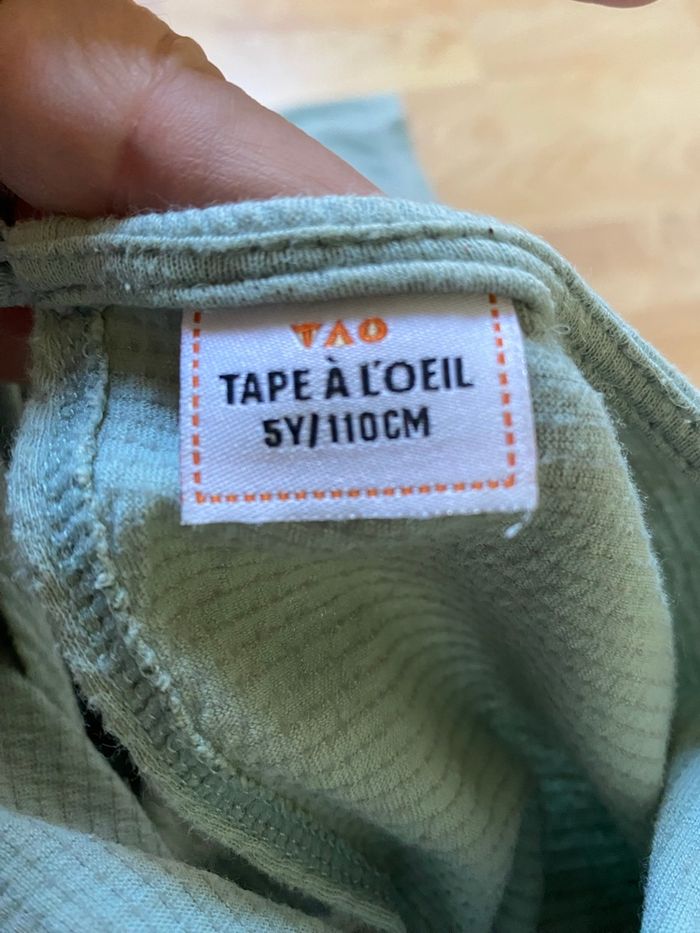 TAO
TAPE À L'OEIL
5Y/110CM